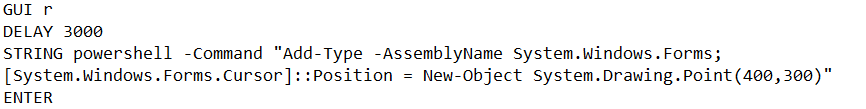 GUI r
DELAY 3000
STRING powershell -Command "Add-Type -AssemblyName System.Windows.Forms;
[System.Windows.Forms.Cursor]::Position = New-Object System.Drawing.Point(400,300)"
ENTER